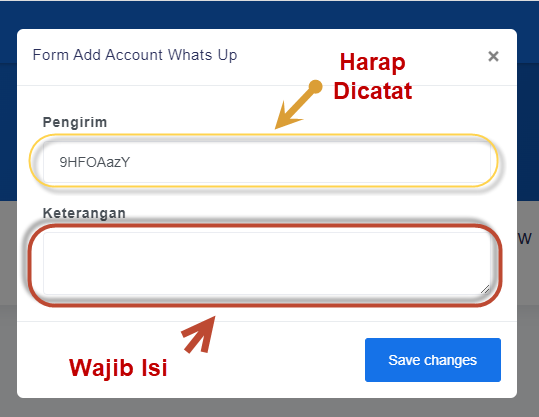 Form Add Account Whats Up
×
Harap
Dicatat
Pengirim
9HFOAazY
Keterangan
W
Wajib Isi
Save changes